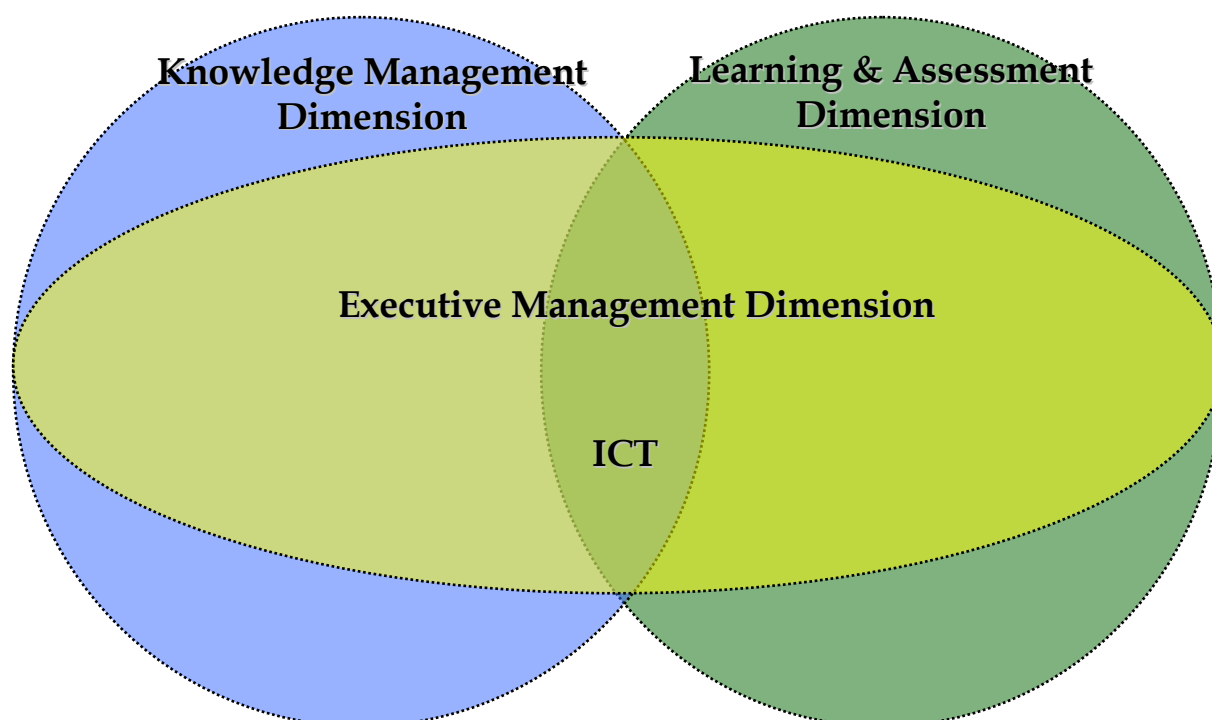 Knowledge Management
Dimension
Learning & Assessment
Dimension
Executive Management Dimension
ICT